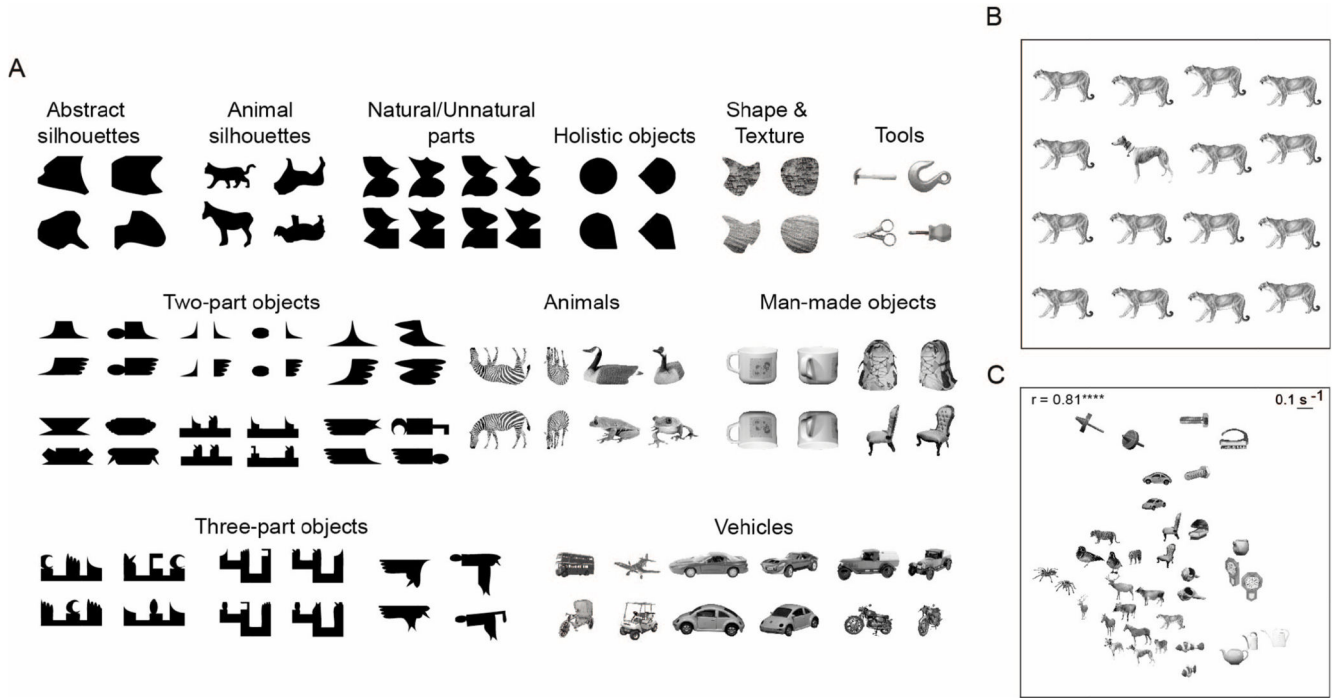 A
Abstract
silhouettes
Animal
silhouettes
Natural/Unnatural
parts
Holistic objects
Shape &
Texture
Tools
Two-part objects
Animals
Man-made objects
Three-part objects
Vehicles
B
C
r = 0.81****
0.1 s⁻¹